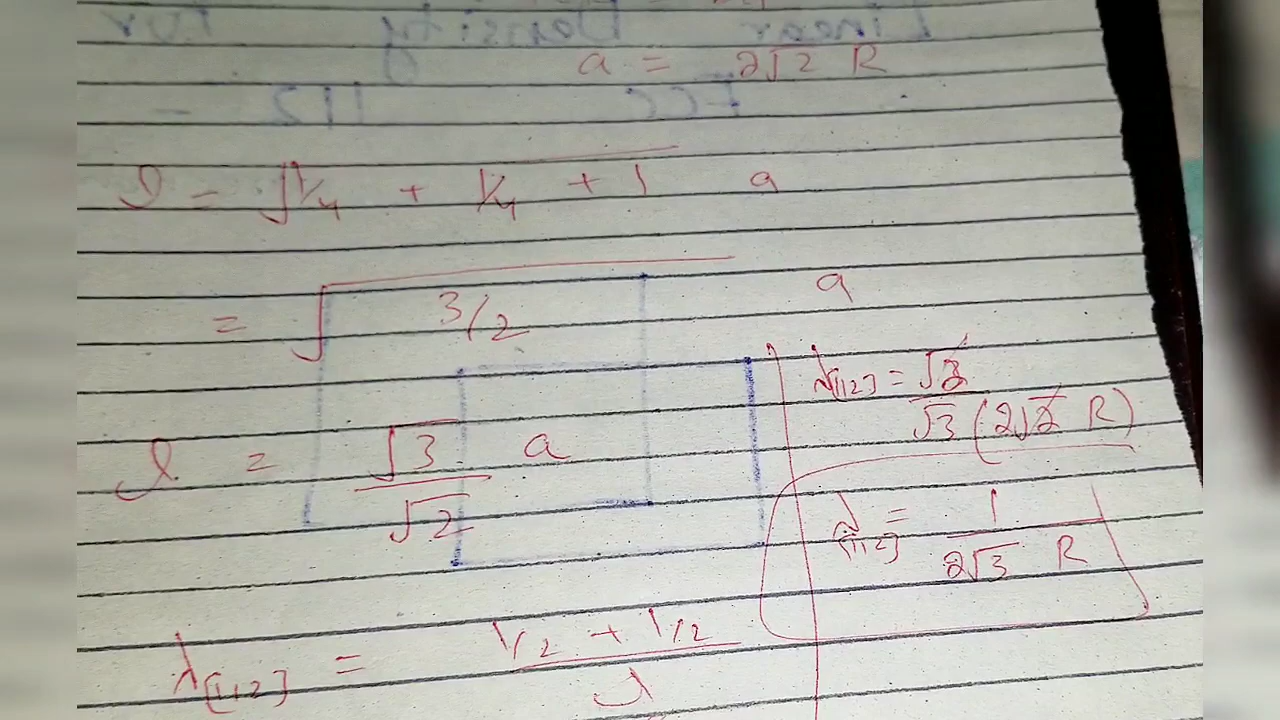 a = 2√2 R
l = √1/4 + 1/4 + 1 a
= √3/2 a
l = √3/√2 a
λ[112] = 1/2 + 1/2 / l
λ[112] = √2 / √3 (2√2 R)
λ[112] = 1 / 2√3 R